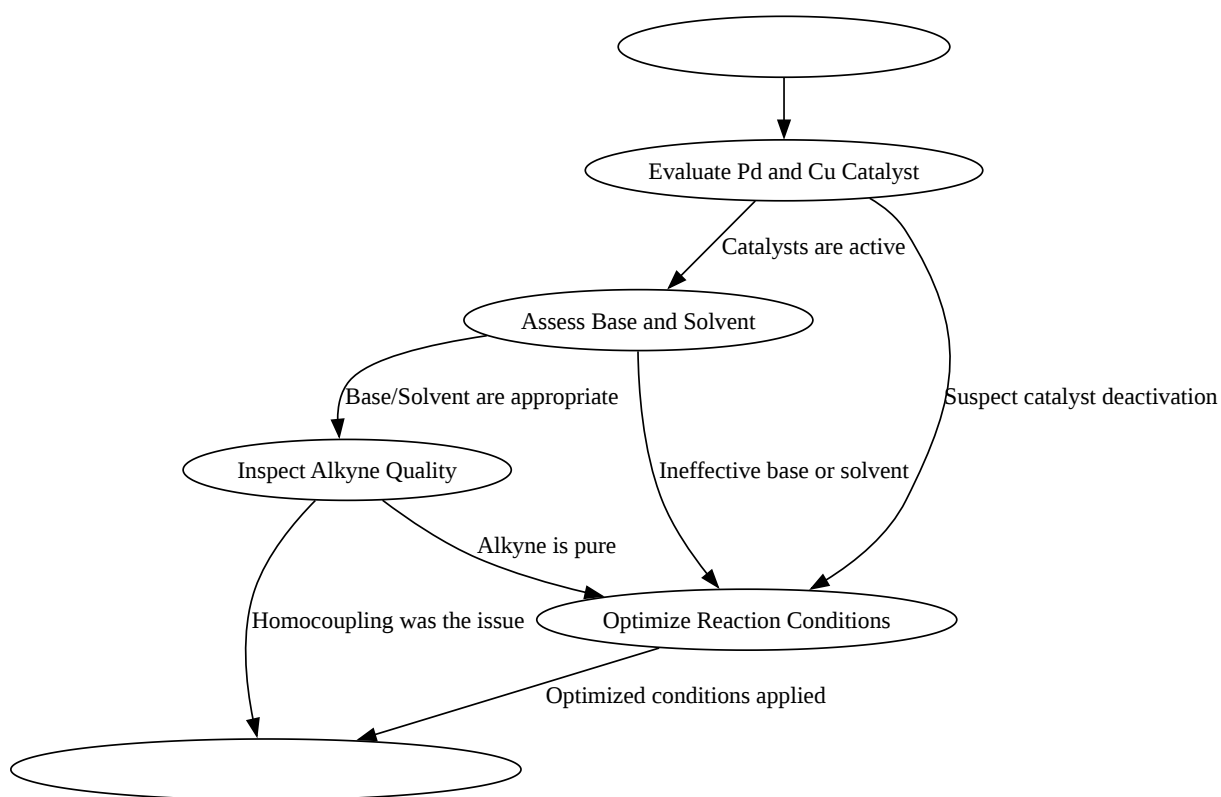 Evaluate Pd and Cu Catalyst
Catalysts are active
Assess Base and Solvent
Base/Solvent are appropriate
Suspect catalyst deactivation
Inspect Alkyne Quality
Ineffective base or solvent
Alkyne is pure
Homocoupling was the issue
Optimize Reaction Conditions
Optimized conditions applied